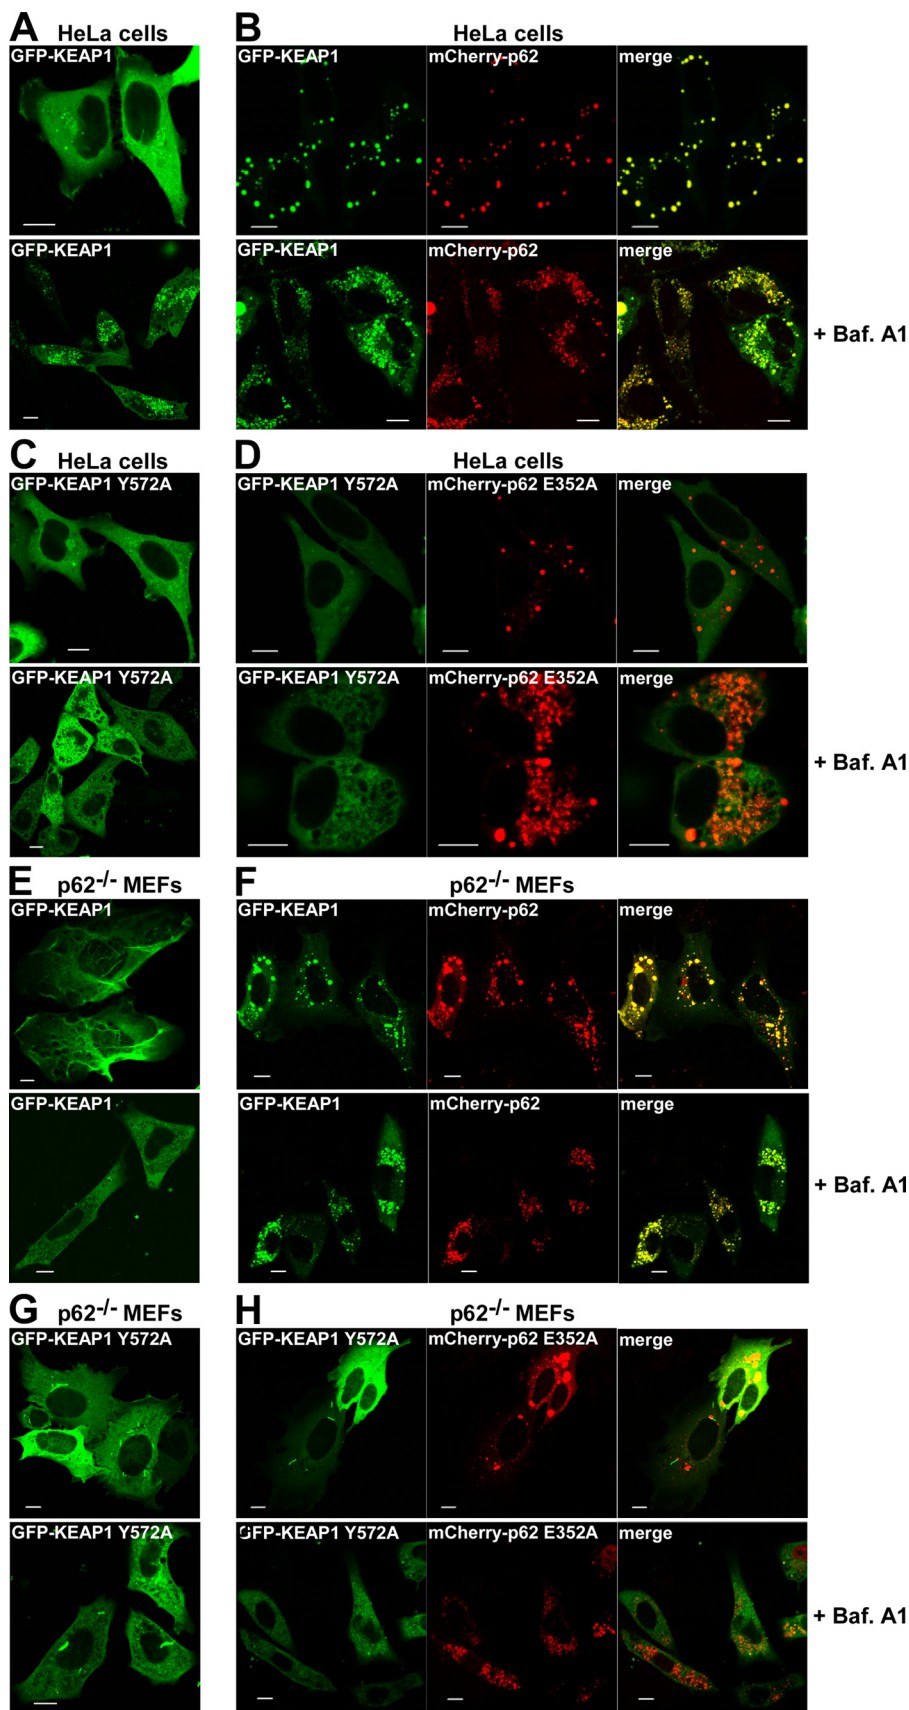 A HeLa cells
GFP-KEAP1
GFP-KEAP1
B HeLa cells
GFP-KEAP1 mCherry-p62 merge
GFP-KEAP1 mCherry-p62 merge
+ Baf. A1
C HeLa cells
GFP-KEAP1 Y572A
GFP-KEAP1 Y572A
D HeLa cells
GFP-KEAP1 Y572A mCherry-p62 E352A merge
GFP-KEAP1 Y572A mCherry-p62 E352A merge
+ Baf. A1
E p62-/- MEFs
GFP-KEAP1
GFP-KEAP1
F p62-/- MEFs
GFP-KEAP1 mCherry-p62 merge
GFP-KEAP1 mCherry-p62 merge
+ Baf. A1
G p62-/- MEFs
GFP-KEAP1 Y572A
GFP-KEAP1 Y572A
H p62-/- MEFs
GFP-KEAP1 Y572A mCherry-p62 E352A merge
GFP-KEAP1 Y572A mCherry-p62 E352A merge
+ Baf. A1